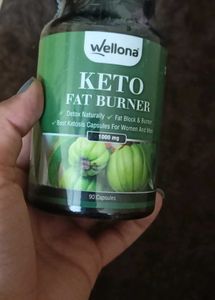 wellona
KETO
FAT BURNER
✓ Detox Naturally ✓ Fat Block & Burner
✓ Best Ketosis Capsules For Women And Men
1000 mg
90 Capsules